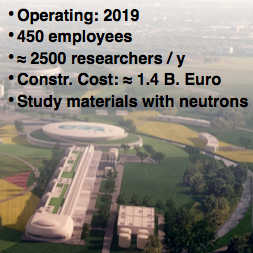 • Operating: 2019
• 450 employees
• ≈ 2500 researchers / y
• Constr. Cost: ≈ 1.4 B. Euro
• Study materials with neutrons